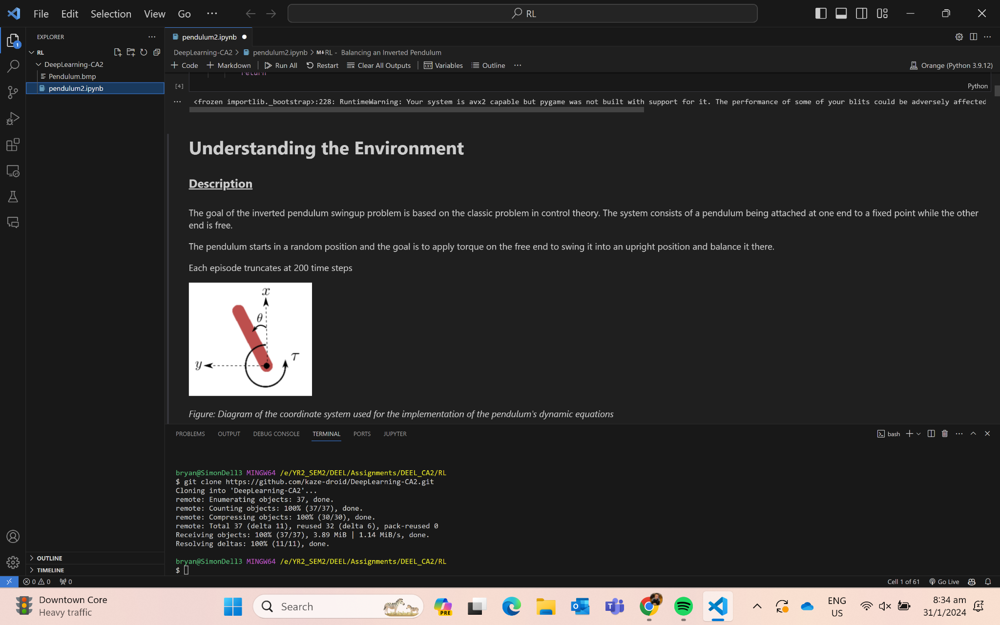 File Edit Selection View Go ···
RL
EXPLORER ···
RL
DeepLearning-CA2
Pendulum.bmp
pendulum2.ipynb
OUTLINE
TIMELINE
pendulum2.ipynb
DeepLearning-CA2 > pendulum2.ipynb > M↓RL - Balancing an Inverted Pendulum
+ Code + Markdown | Run All Restart Clear All Outputs | Variables Outline ···
Orange (Python 3.9.12)
return
[4]
Python
··· <frozen importlib._bootstrap>:228: RuntimeWarning: Your system is avx2 capable but pygame was not built with support for it. The performance of some of your blits could be adversely affected
Understanding the Environment
Description
The goal of the inverted pendulum swingup problem is based on the classic problem in control theory. The system consists of a pendulum being attached at one end to a fixed point while the other
end is free.
The pendulum starts in a random position and the goal is to apply torque on the free end to swing it into an upright position and balance it there.
Each episode truncates at 200 time steps
x
θ
τ
y
Figure: Diagram of the coordinate system used for the implementation of the pendulum's dynamic equations
PROBLEMS OUTPUT DEBUG CONSOLE TERMINAL PORTS JUPYTER
bash
bryan@SimonDell3 MINGW64 /e/YR2_SEM2/DEEL/Assignments/DEEL_CA2/RL
$ git clone https://github.com/kaze-droid/DeepLearning-CA2.git
Cloning into 'DeepLearning-CA2'...
remote: Enumerating objects: 37, done.
remote: Counting objects: 100% (37/37), done.
remote: Compressing objects: 100% (30/30), done.
remote: Total 37 (delta 11), reused 32 (delta 6), pack-reused 0
Receiving objects: 100% (37/37), 3.89 MiB | 1.14 MiB/s, done.
Resolving deltas: 100% (11/11), done.
bryan@SimonDell3 MINGW64 /e/YR2_SEM2/DEEL/Assignments/DEEL_CA2/RL
$
0 0 0
Cell 1 of 61 Go Live
Downtown Core
Heavy traffic
Search
PRE
ENG
US
8:34 am
31/1/2024